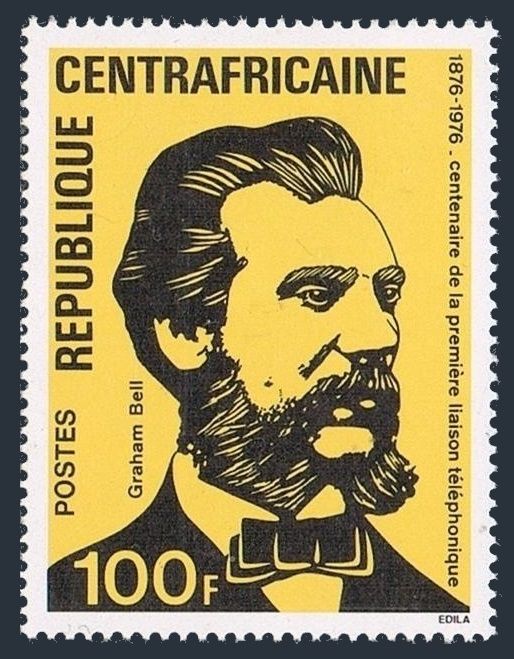 CENTRAFRICAINE
REPUBLIQUE
POSTES
1876-1976. centenaire de la première liaison téléphonique
Graham Bell
100F
EDILA